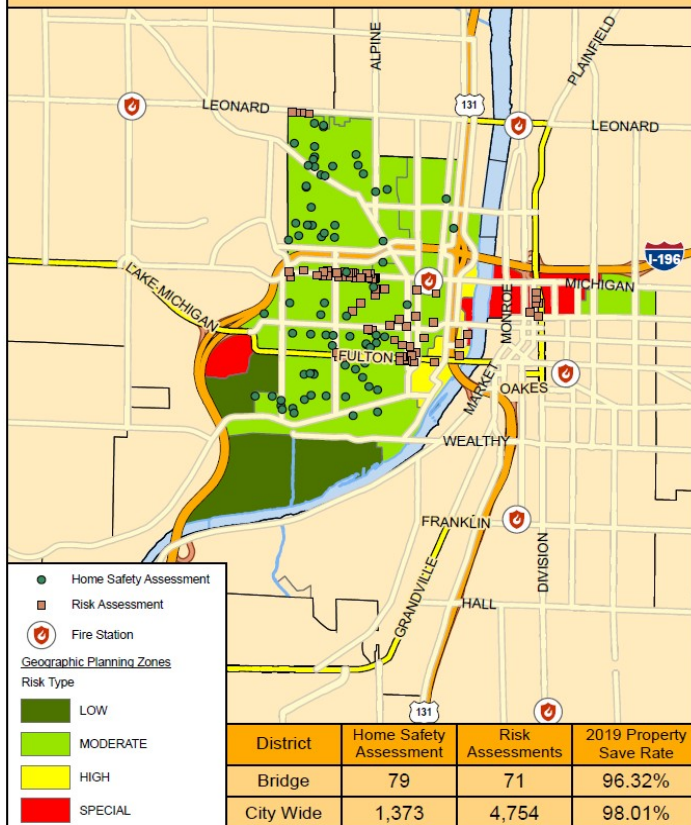 ALPINE
PLAINFIELD
131
LEONARD
LEONARD
I-196
LAKE MICHIGAN
MICHIGAN
MONROE
FULTON
MARKET
OAKES
WEALTHY
FRANKLIN
DIVISION
GRANDVILLE
HALL
131
Home Safety Assessment
Risk Assessment
Fire Station
Geographic Planning Zones
Risk Type
LOW
MODERATE
HIGH
SPECIAL
District Home Safety Assessment Risk Assessments 2019 Property Save Rate
Bridge 79 71 96.32%
City Wide 1,373 4,754 98.01%